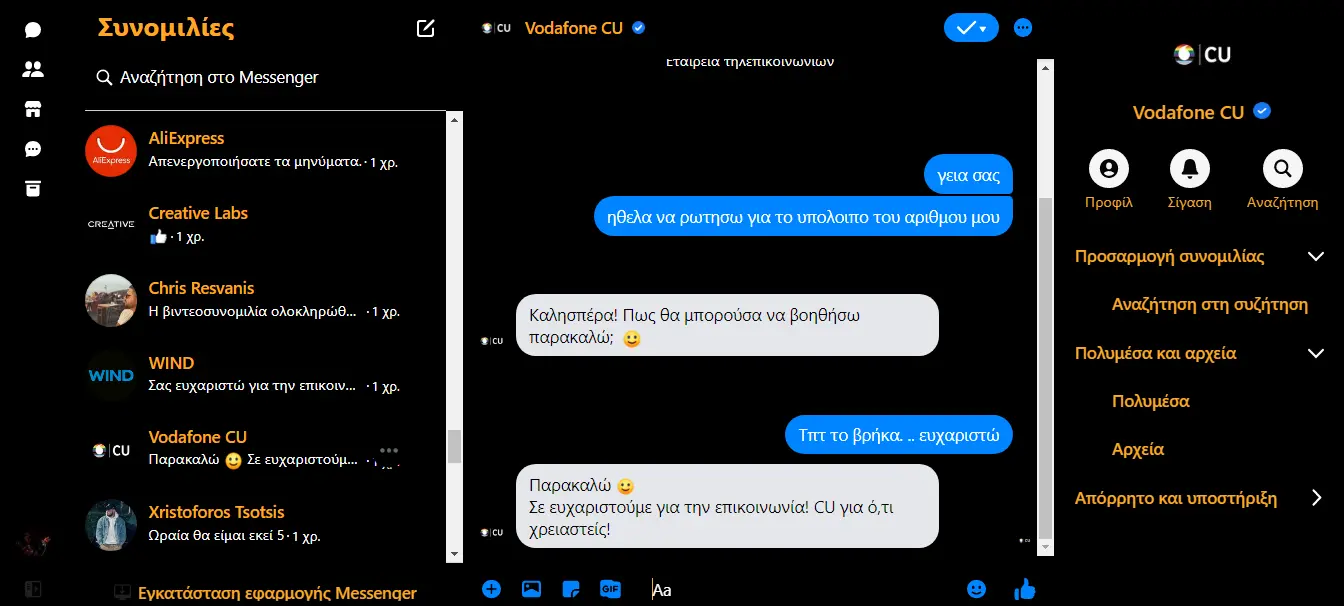 Συνομιλίες
Αναζήτηση στο Messenger
AliExpress
AliExpress
Απενεργοποιήσατε τα μηνύματα. · 1 χρ.
CREATIVE
Creative Labs
👍 · 1 χρ.
Chris Resvanis
Η βιντεοσυνομιλία ολοκληρώθ... · 1 χρ.
WIND
WIND
Σας ευχαριστώ για την επικοιν... · 1 χρ.
CU
Vodafone CU
Παρακαλώ 🙂 Σε ευχαριστούμ...
Xristoforos Tsotsis
Ωραία θα είμαι εκεί 5 · 1 χρ.
Εγκατάσταση εφαρμογής Messenger
CU
Vodafone CU
Εταιρεία τηλεπικοινωνιών
γεια σας
ηθελα να ρωτησω για το υπολοιπο του αριθμου μου
Καλησπέρα! Πως θα μπορούσα να βοηθήσω
παρακαλώ; 🙂
CU
Τπτ το βρήκα. .. ευχαριστώ
Παρακαλώ 🙂
Σε ευχαριστούμε για την επικοινωνία! CU για ό,τι
χρειαστείς!
CU
GIF
Aa
CU
Vodafone CU
Προφίλ
Σίγαση
Αναζήτηση
Προσαρμογή συνομιλίας
Αναζήτηση στη συζήτηση
Πολυμέσα και αρχεία
Πολυμέσα
Αρχεία
Απόρρητο και υποστήριξη